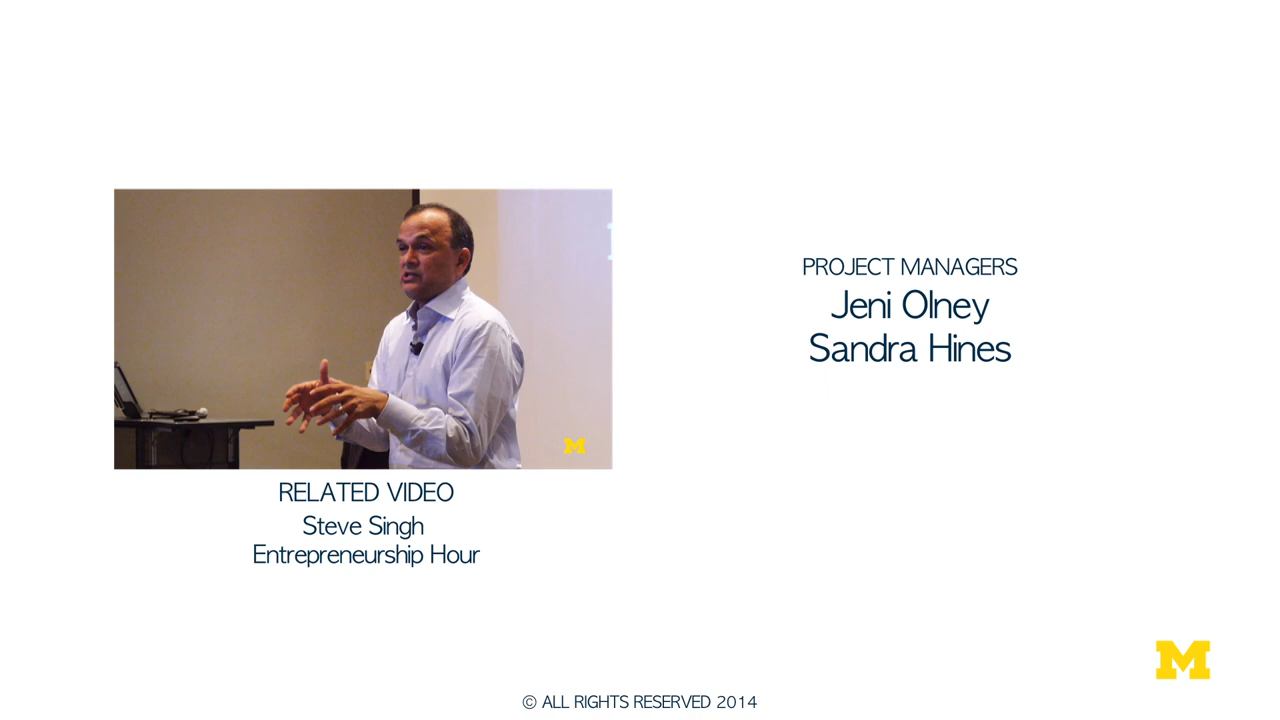 RELATED VIDEO
Steve Singh
Entrepreneurship Hour
PROJECT MANAGERS
Jeni Olney
Sandra Hines
M
M
© ALL RIGHTS RESERVED 2014